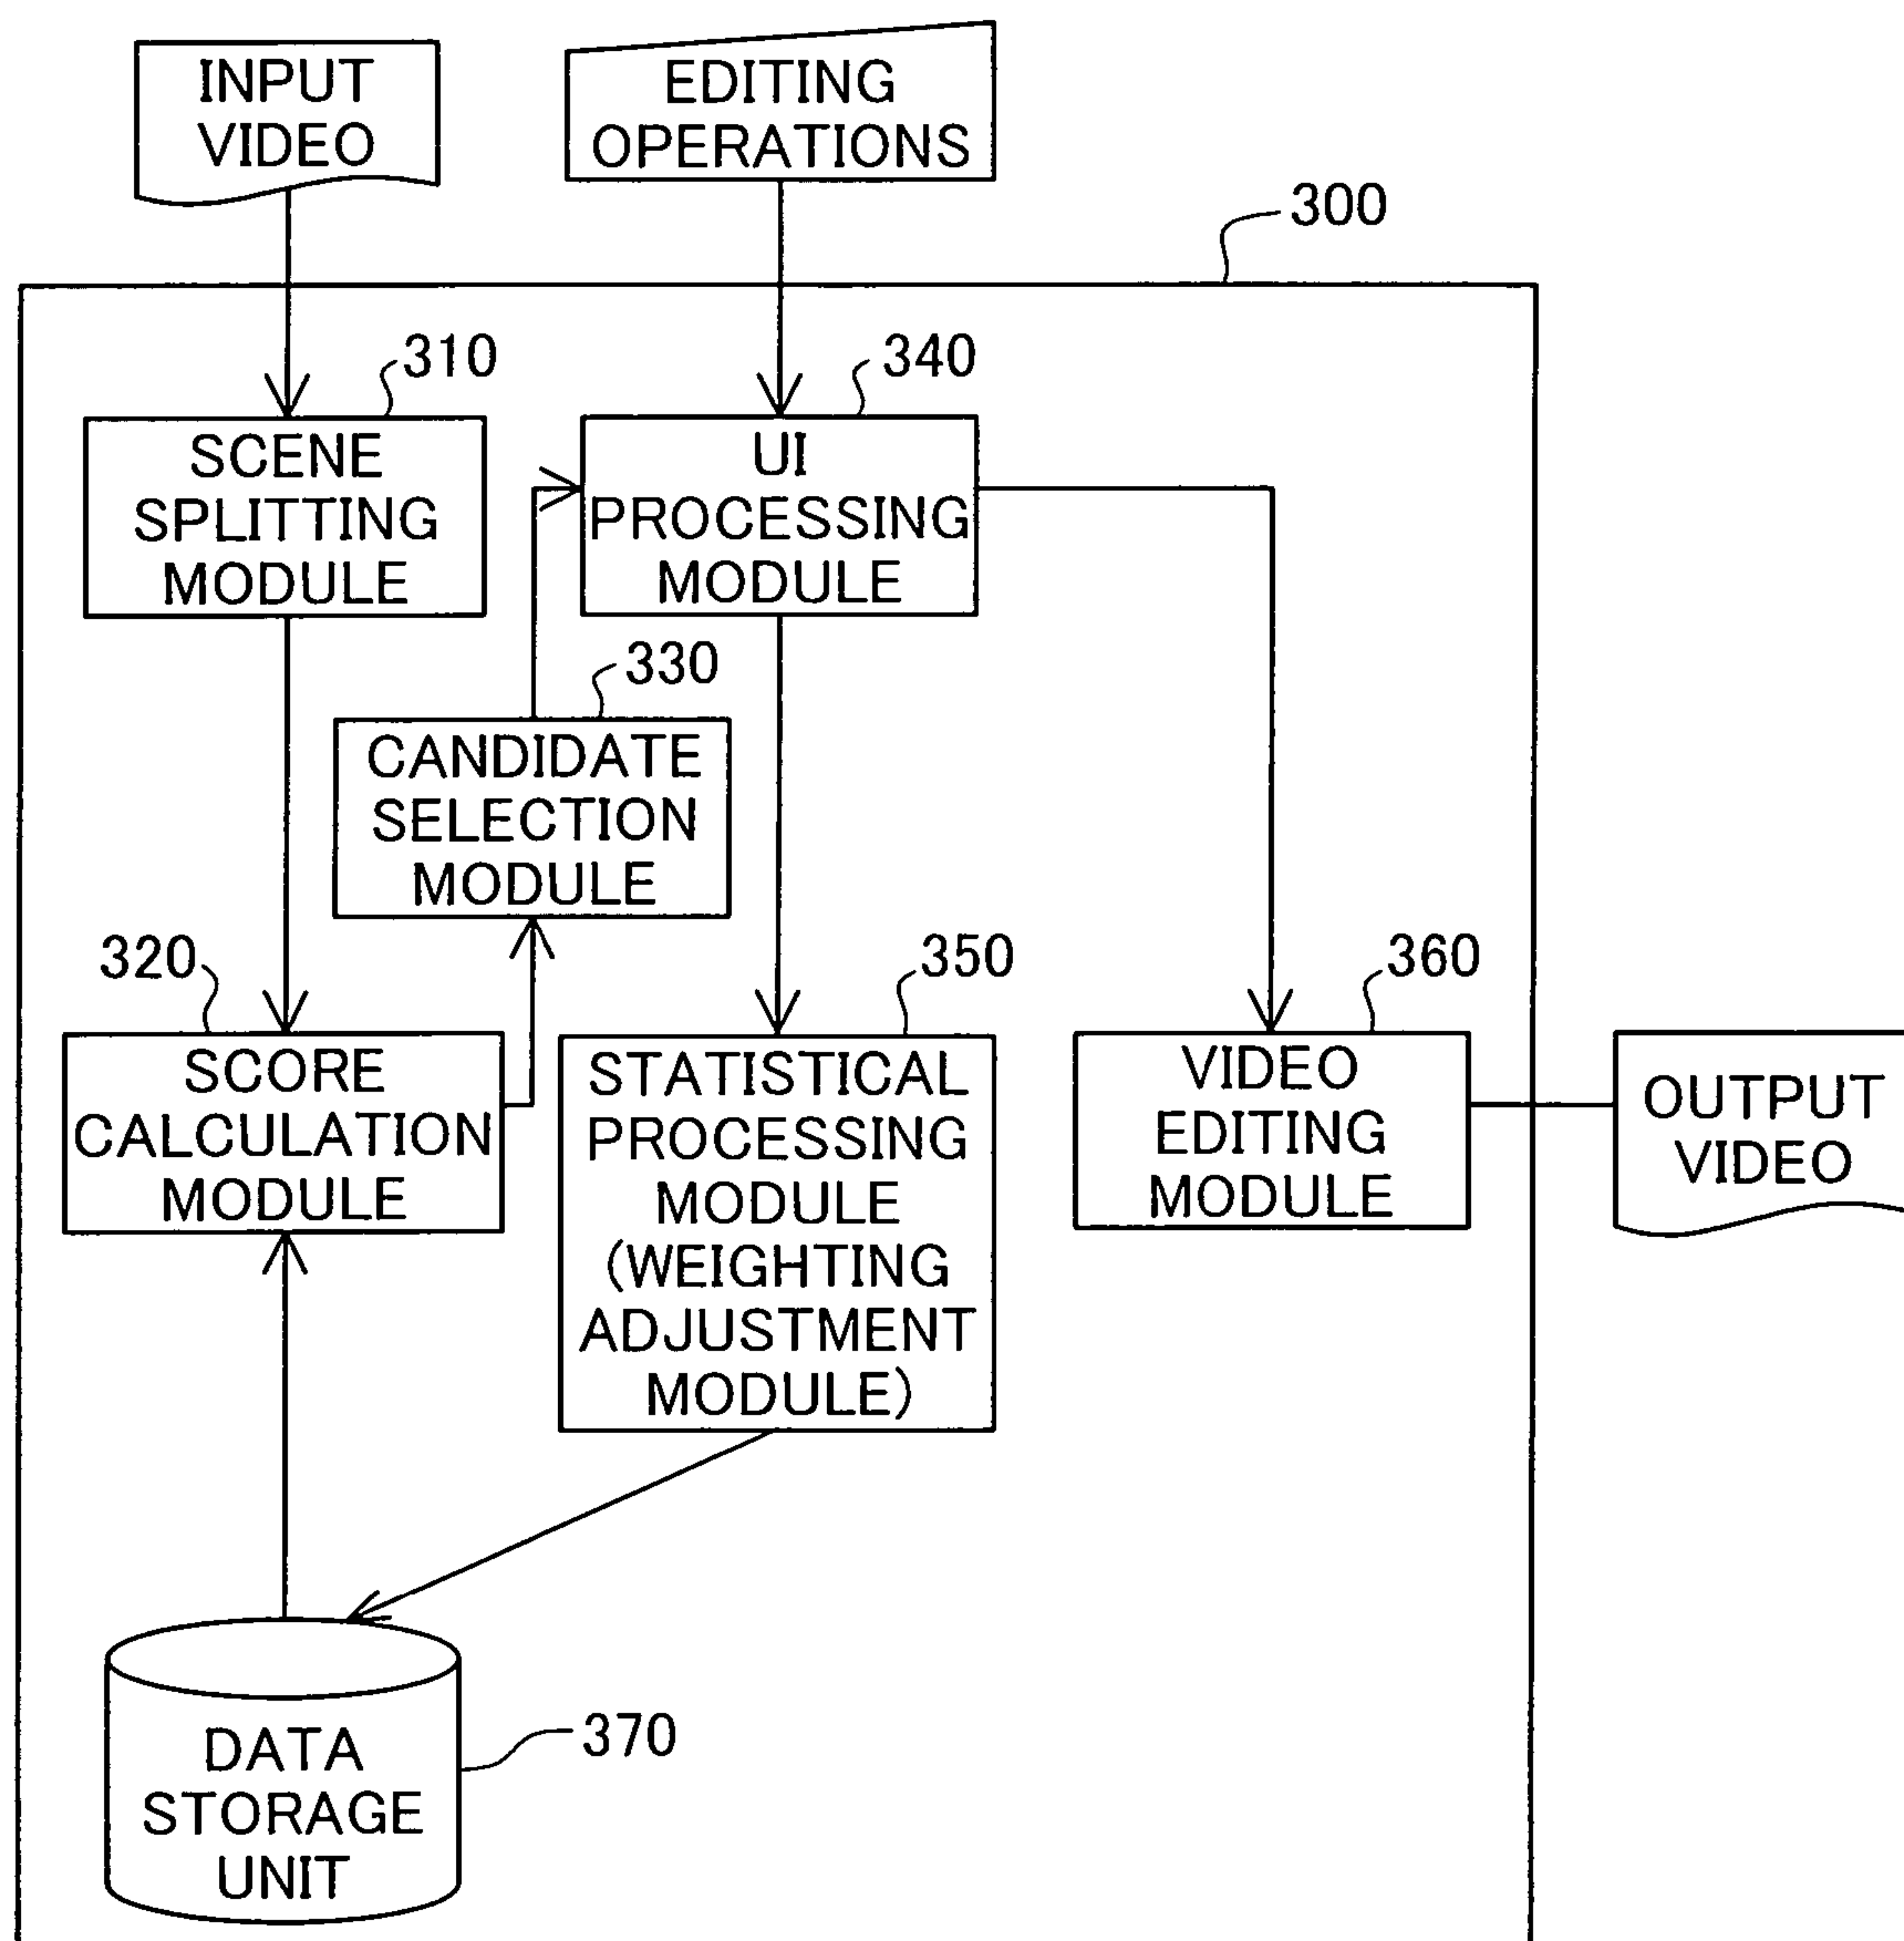 INPUT
VIDEO
EDITING
OPERATIONS
300
310
SCENE
SPLITTING
MODULE
340
UI
PROCESSING
MODULE
330
CANDIDATE
SELECTION
MODULE
320
SCORE
CALCULATION
MODULE
350
STATISTICAL
PROCESSING
MODULE
(WEIGHTING
ADJUSTMENT
MODULE)
360
VIDEO
EDITING
MODULE
OUTPUT
VIDEO
DATA
STORAGE
UNIT
370